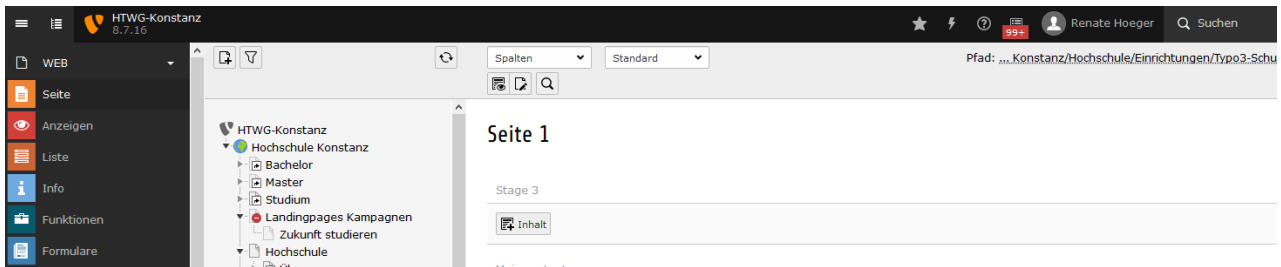 HTWG-Konstanz
8.7.16
99+
Renate Hoeger
Suchen
WEB
Seite
Anzeigen
Liste
Info
Funktionen
Formulare
HTWG-Konstanz
Hochschule Konstanz
Bachelor
Master
Studium
Landingpages Kampagnen
Zukunft studieren
Hochschule
Spalten
Standard
Pfad: ... Konstanz/Hochschule/Einrichtungen/Typo3-Schu
Seite 1
Stage 3
Inhalt